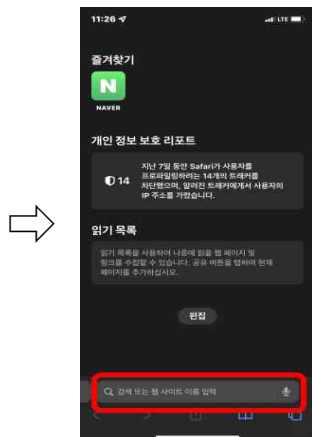 11:26
LTE
즐겨찾기
N
NAVER
개인 정보 보호 리포트
14
지난 7일 동안 Safari가 사용자를
프로파일링하려는 14개의 트래커를
차단했으며, 알려진 트래커에게서 사용자의
IP 주소를 가렸습니다.
읽기 목록
읽기 목록을 사용하여 나중에 읽을 웹 페이지 및
링크를 수집할 수 있습니다. 공유 버튼을 탭하여 현재
페이지를 추가하십시오.
편집
검색 또는 웹 사이트 이름 입력